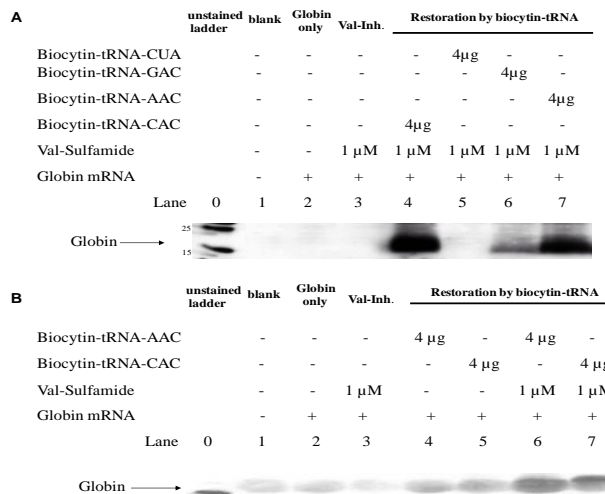 A
unstained ladder blank Globin only Val-Inh. Restoration by biocytin-tRNA
Biocytin-tRNA-CUA - - - - 4µg - -
Biocytin-tRNA-GAC - - - - - 4µg -
Biocytin-tRNA-AAC - - - - - - 4µg
Biocytin-tRNA-CAC - - - 4µg - - -
Val-Sulfamide - - 1 µM 1 µM 1 µM 1 µM 1 µM
Globin mRNA - + + + + + +
Lane 0 1 2 3 4 5 6 7
25
Globin
15
B
unstained ladder blank Globin only Val-Inh. Restoration by biocytin-tRNA
Biocytin-tRNA-AAC - - - 4 µg - 4 µg -
Biocytin-tRNA-CAC - - - - 4 µg - 4 µg
Val-Sulfamide - - 1 µM - - 1 µM 1 µM
Globin mRNA - + + + + + +
Lane 0 1 2 3 4 5 6 7
Globin